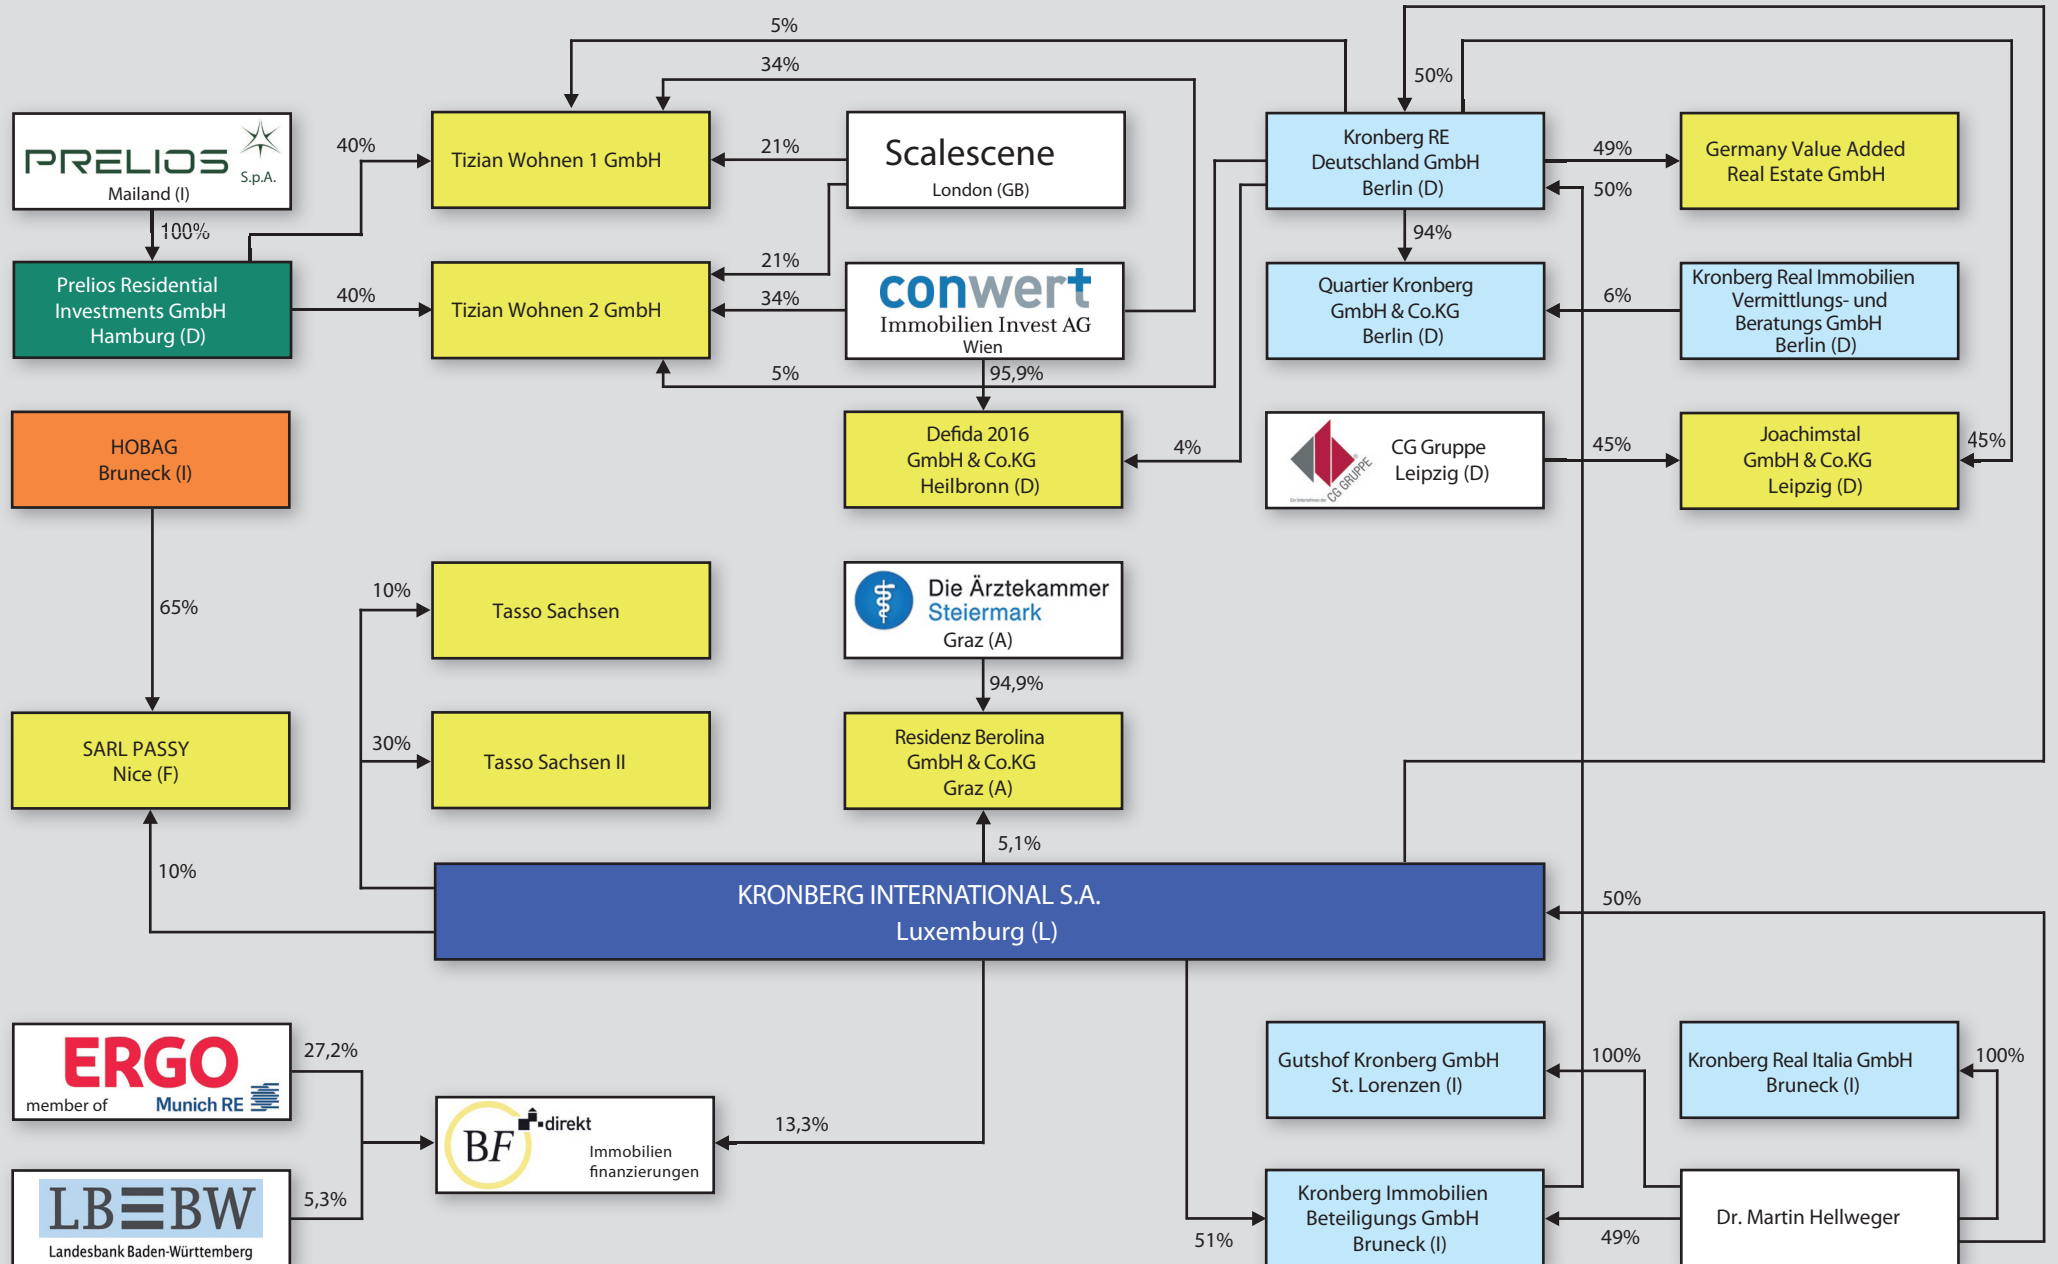 5%
34%
50%
PRELIOS
S.p.A.
Mailand (I)
40%
Tizian Wohnen 1 GmbH
21%
Scalescene
London (GB)
Kronberg RE
Deutschland GmbH
Berlin (D)
49%
50%
Germany Value Added
Real Estate GmbH
100%
94%
Prelios Residential
Investments GmbH
Hamburg (D)
40%
Tizian Wohnen 2 GmbH
21%
34%
conwert
Immobilien Invest AG
Wien
Quartier Kronberg
GmbH & Co.KG
Berlin (D)
6%
Kronberg Real Immobilien
Vermittlungs- und
Beratungs GmbH
Berlin (D)
5%
95,9%
HOBAG
Bruneck (I)
Defida 2016
GmbH & Co.KG
Heilbronn (D)
4%
CG GRUPPE
CG Gruppe
Leipzig (D)
45%
Joachimstal
GmbH & Co.KG
Leipzig (D)
45%
65%
10%
Tasso Sachsen
Die Ärztekammer
Steiermark
Graz (A)
94,9%
SARL PASSY
Nice (F)
30%
Tasso Sachsen II
Residenz Berolina
GmbH & Co.KG
Graz (A)
5,1%
10%
KRONBERG INTERNATIONAL S.A.
Luxemburg (L)
50%
ERGO
member of Munich RE
27,2%
BF.direkt
Immobilien
finanzierungen
13,3%
Gutshof Kronberg GmbH
St. Lorenzen (I)
100%
Kronberg Real Italia GmbH
Bruneck (I)
100%
LBBW
Landesbank Baden-Württemberg
5,3%
51%
Kronberg Immobilien
Beteiligungs GmbH
Bruneck (I)
49%
Dr. Martin Hellweger